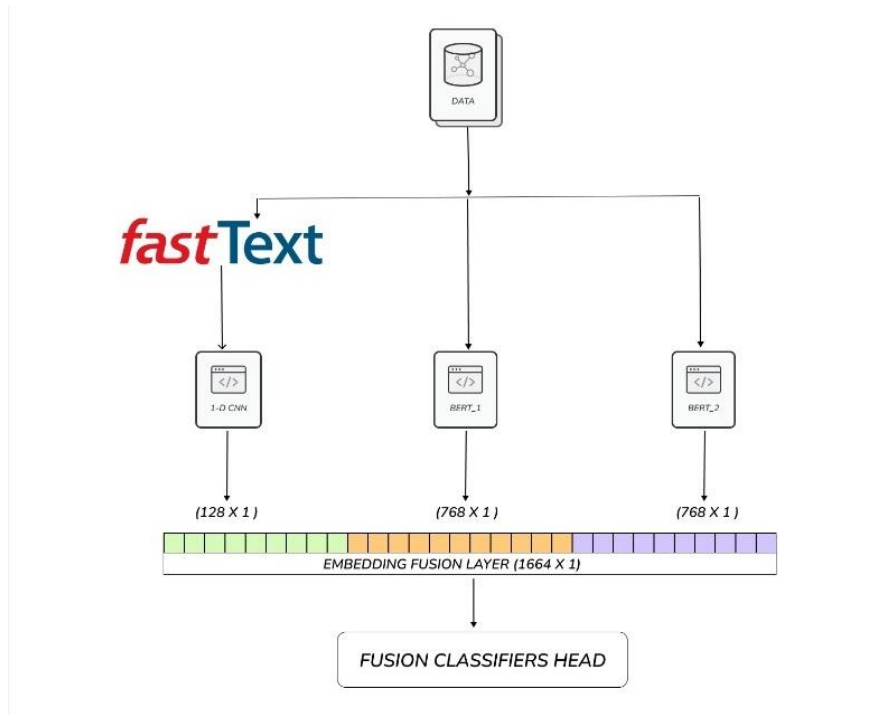 DATA
fastText
1-D CNN
BERT_1
BERT_2
(128 X 1 )
(768 X 1 )
(768 X 1 )
EMBEDDING FUSION LAYER (1664 X 1)
FUSION CLASSIFIERS HEAD